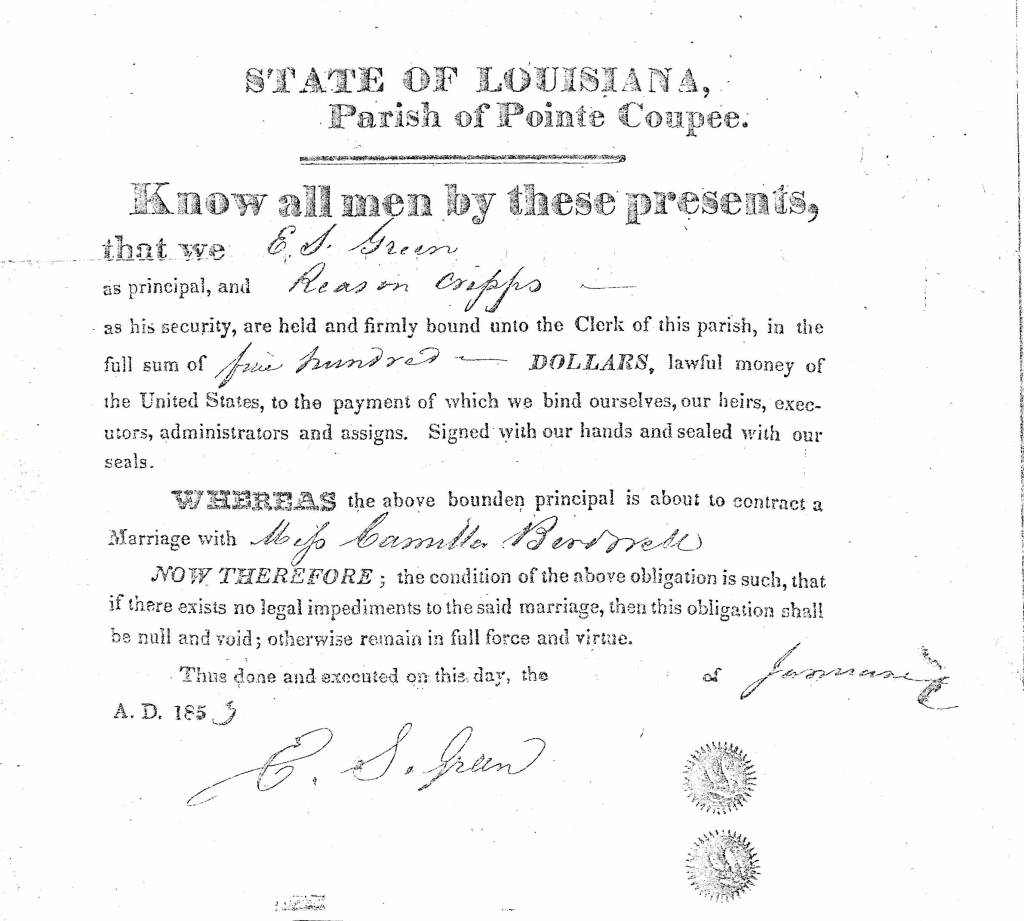 STATE OF LOUISIANA,
Parish of Pointe Coupee.
Know all men by these presents,
that we E. S. Green
as principal, and Reason Cripps —
as his security, are held and firmly bound unto the Clerk of this parish, in the
full sum of five hundred — DOLLARS, lawful money of
the United States, to the payment of which we bind ourselves, our heirs, exec-
utors, administrators and assigns. Signed with our hands and sealed with our
seals.
WHEREAS the above bounden principal is about to contract a
Marriage with Miss Camilla
NOW THEREFORE; the condition of the above obligation is such, that
if there exists no legal impediments to the said marriage, then this obligation shall
be null and void; otherwise remain in full force and virtue.
Thus done and executed on this day, the of January
A. D. 1853
E. S. Green